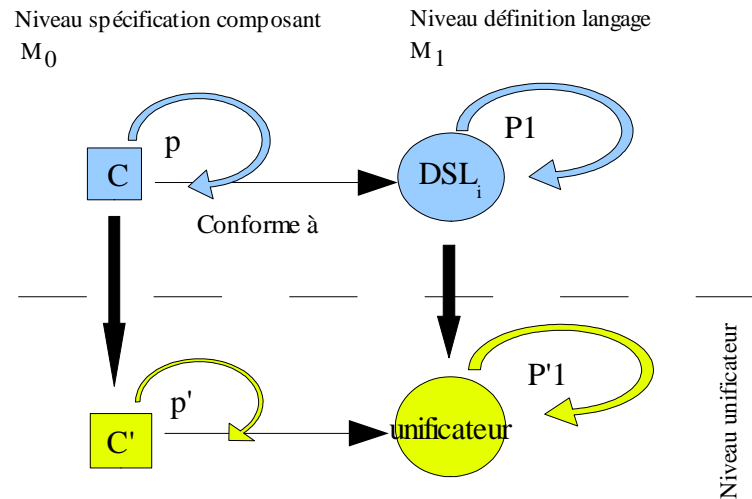 Niveau spécification composant
M0
Niveau définition langage
M1
p
P1
C
DSLi
Conforme à
p'
P'1
C'
unificateur
Niveau unificateur